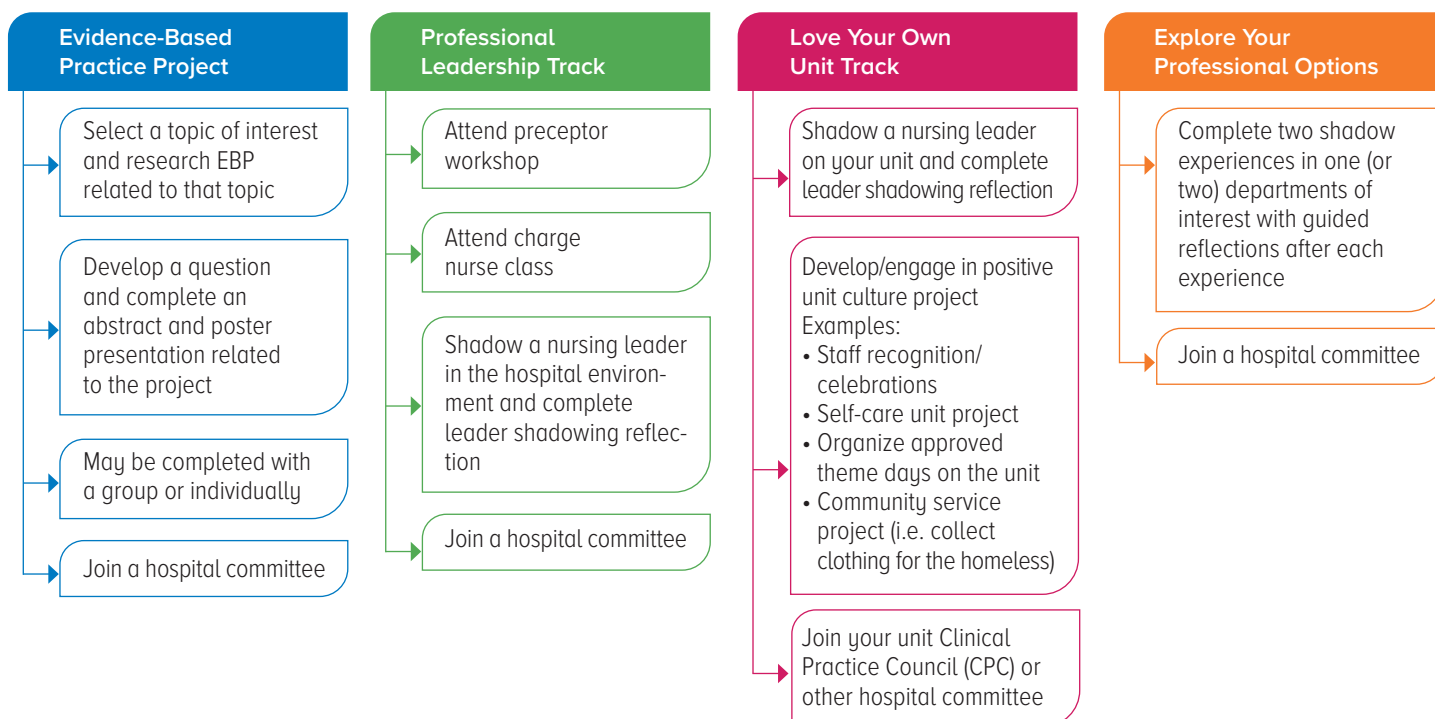 Evidence-Based
Practice Project
Select a topic of interest
and research EBP
related to that topic
Develop a question
and complete an
abstract and poster
presentation related
to the project
May be completed with
a group or individually
Join a hospital committee
Professional
Leadership Track
Attend preceptor
workshop
Attend charge
nurse class
Shadow a nursing leader
in the hospital environ-
ment and complete
leader shadowing reflec-
tion
Join a hospital committee
Love Your Own
Unit Track
Shadow a nursing leader
on your unit and complete
leader shadowing reflection
Develop/engage in positive
unit culture project
Examples:
• Staff recognition/
celebrations
• Self-care unit project
• Organize approved
theme days on the unit
• Community service
project (i.e. collect
clothing for the homeless)
Join your unit Clinical
Practice Council (CPC) or
other hospital committee
Explore Your
Professional Options
Complete two shadow
experiences in one (or
two) departments of
interest with guided
reflections after each
experience
Join a hospital committee